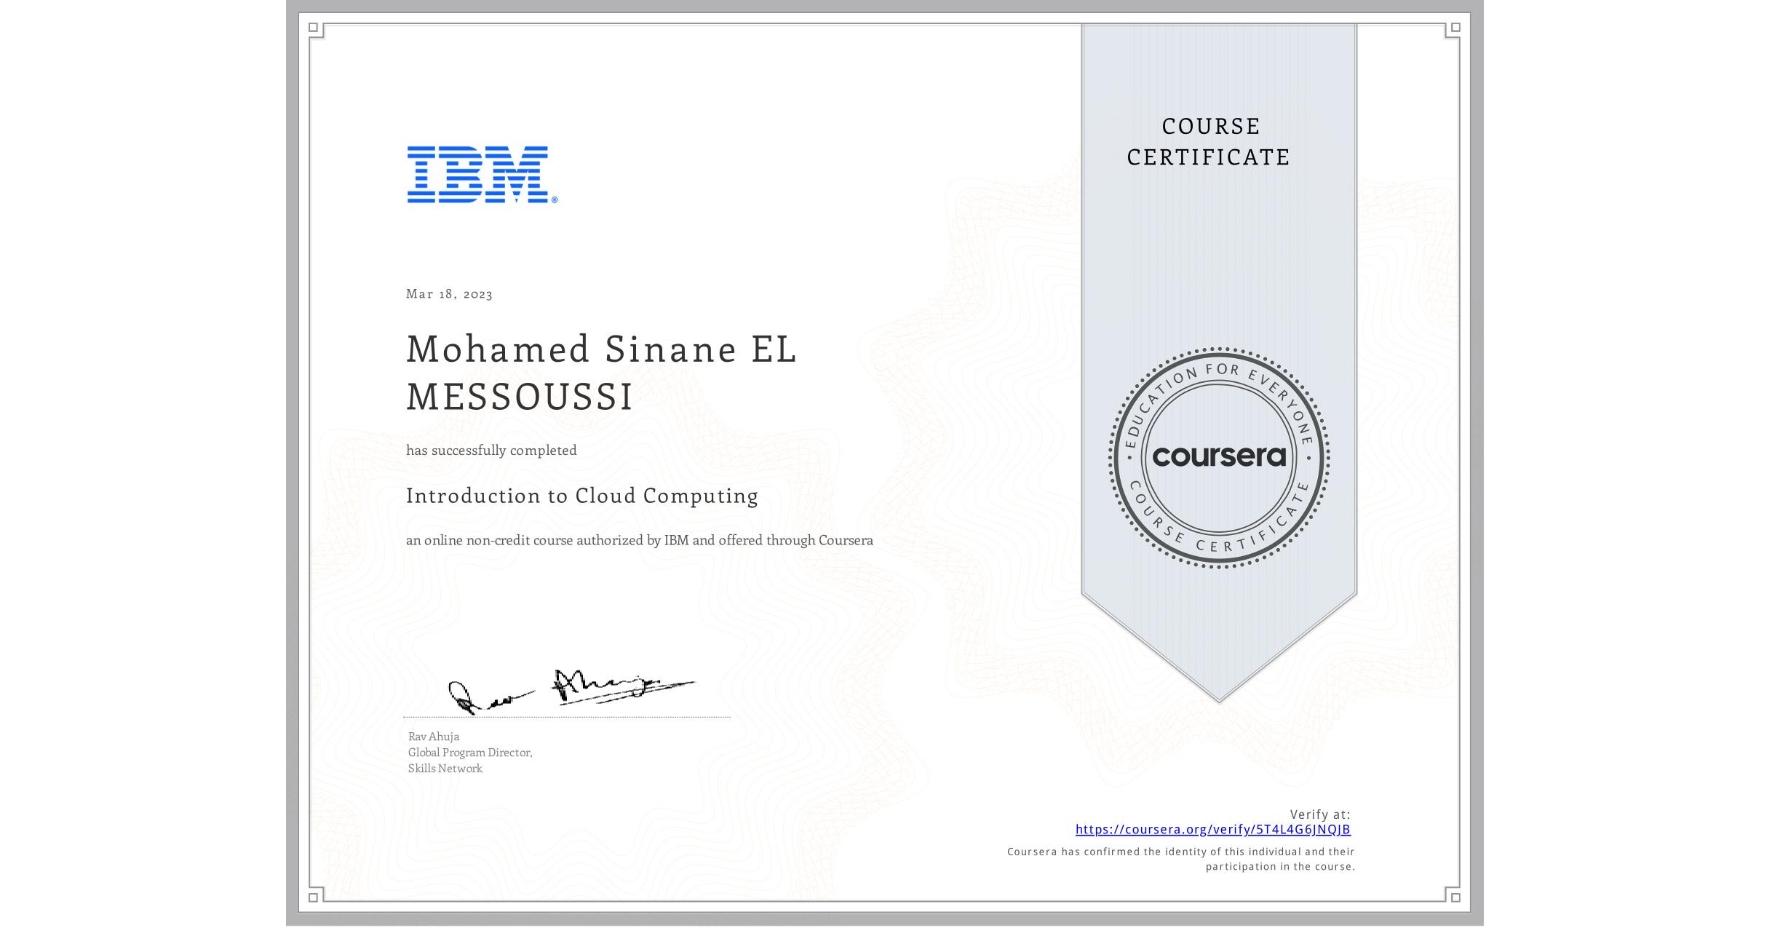 IBM®
COURSE
CERTIFICATE
Mar 18, 2023
Mohamed Sinane EL
MESSOUSSI
has successfully completed
Introduction to Cloud Computing
an online non-credit course authorized by IBM and offered through Coursera
EDUCATION FOR EVERYONE
coursera
COURSE CERTIFICATE
Rav Ahuja
Rav Ahuja
Global Program Director,
Skills Network
Verify at:
https://coursera.org/verify/5T4L4G6JNQJB
Coursera has confirmed the identity of this individual and their
participation in the course.